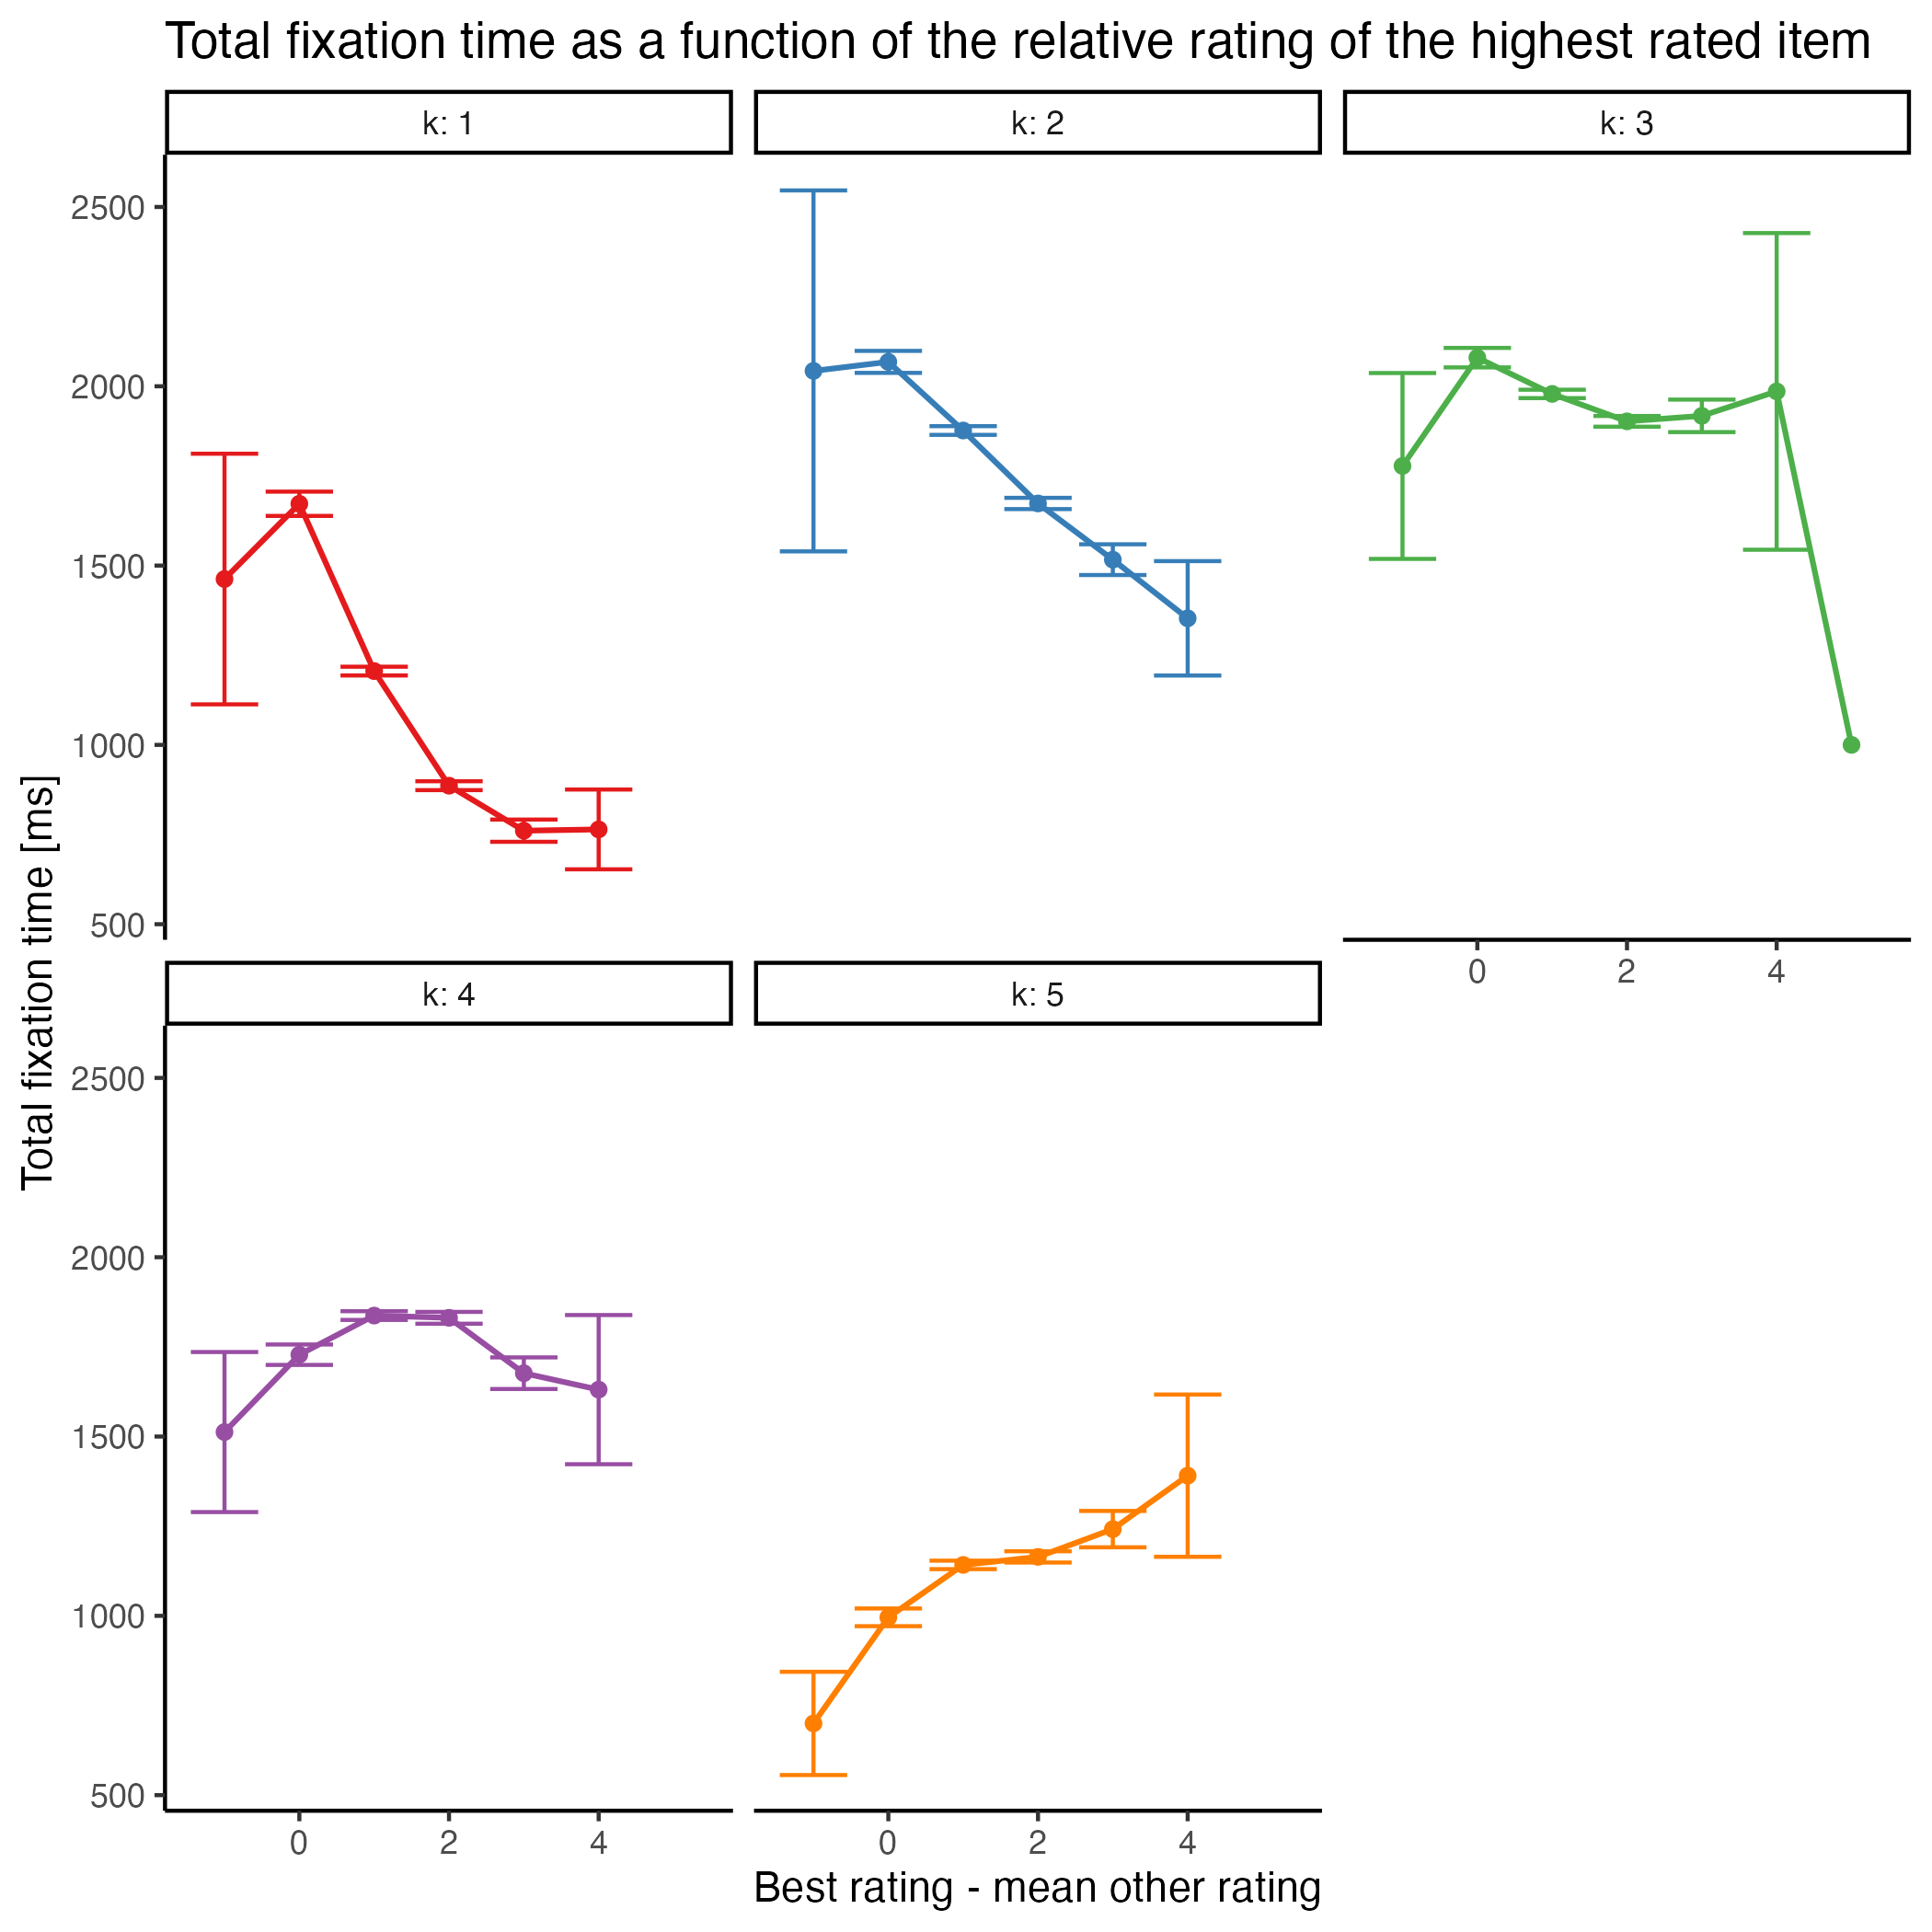 Total fixation time as a function of the relative rating of the highest rated item
k: 1
k: 2
k: 3
2500
2000
1500
1000
500
0 2 4
k: 4
k: 5
2500
2000
1500
1000
500
0 2 4
0 2 4
Total fixation time [ms]
Best rating - mean other rating